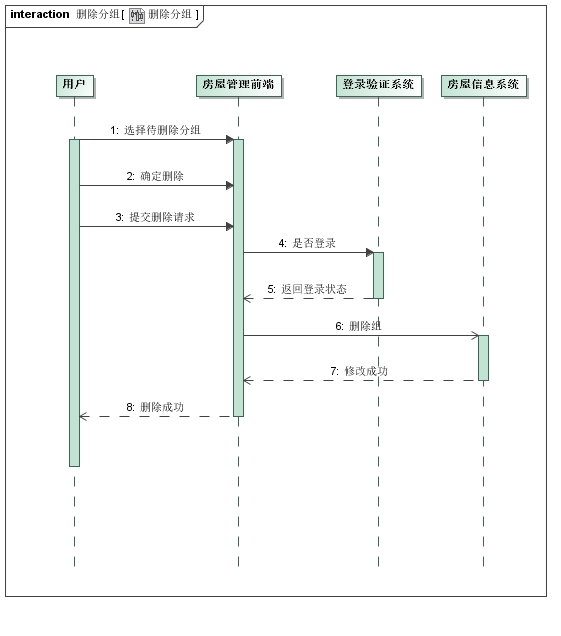 interaction 删除分组[ 删除分组 ]
用户 房屋管理前端 登录验证系统 房屋信息系统
1: 选择待删除分组
2: 确定删除
3: 提交删除请求
4: 是否登录
5: 返回登录状态
6: 删除组
7: 修改成功
8: 删除成功